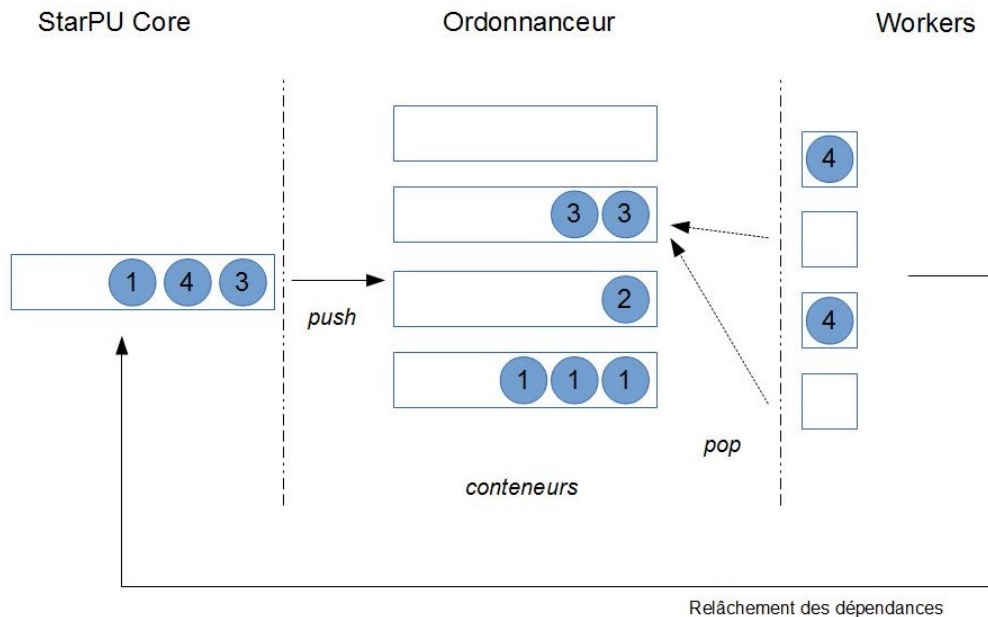 StarPU Core
Ordonnanceur
Workers
4
3 3
1 4 3
push
2
4
1 1 1
pop
conteneurs
Relâchement des dépendances